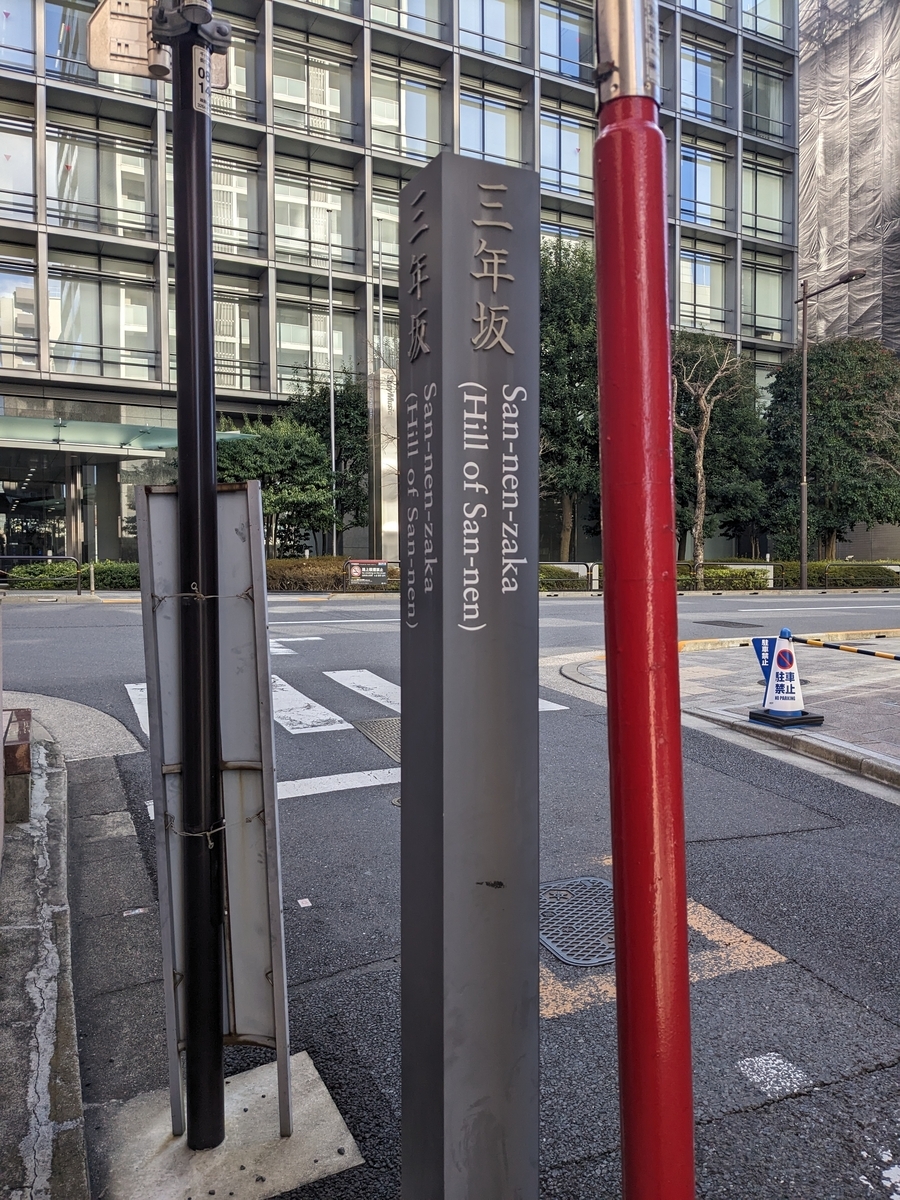 三年坂
San-nen-zaka
(Hill of San-nen)
三年坂
San-nen-zaka
(Hill of San-nen)
駐車禁止
駐車
禁止
NO PARKING